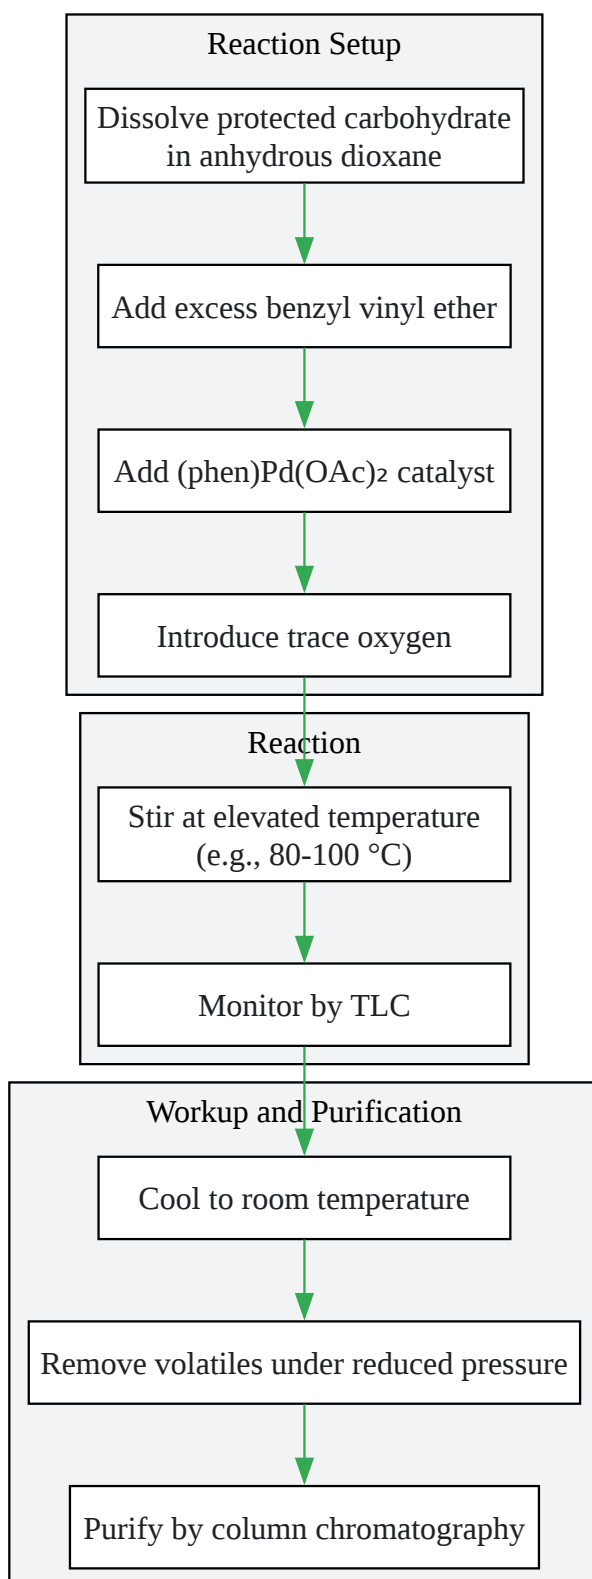 Reaction Setup
Dissolve protected carbohydrate
in anhydrous dioxane
Add excess benzyl vinyl ether
Add (phen)Pd(OAc)₂ catalyst
Introduce trace oxygen
Reaction
Stir at elevated temperature
(e.g., 80-100 °C)
Monitor by TLC
Workup and Purification
Cool to room temperature
Remove volatiles under reduced pressure
Purify by column chromatography